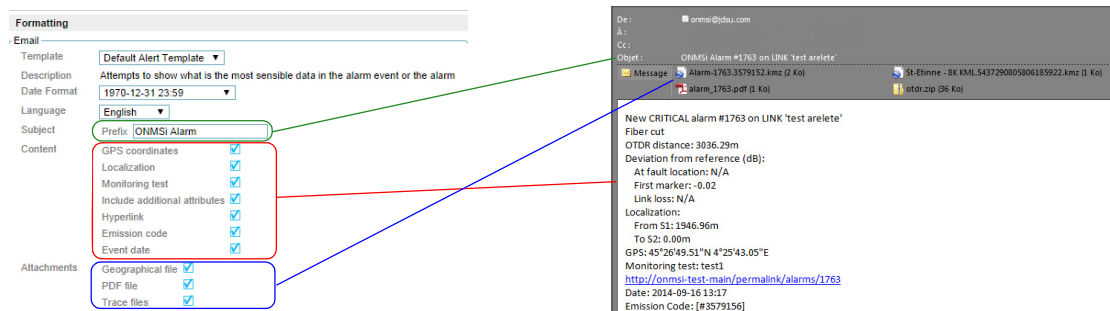 Formatting
Email
Template Default Alert Template
Description Attempts to show what is the most sensible data in the alarm event or the alarm
Date Format 1970-12-31 23:59
Language English
Subject Prefix ONMSi Alarm
Content GPS coordinates
Localization
Monitoring test
Include additional attributes
Hyperlink
Emission code
Event date
Attachments Geographical file
PDF file
Trace files
De : onmsi@jdsu.com
À :
Cc :
Objet : ONMSi Alarm #1763 on LINK 'test arelete'
Message Alarm-1763.3579152.kmz (2 Ko) St-Etinne - 8K KML.5437290805806185922.kmz (1 Ko)
alarm_1763.pdf (1 Ko) otdr.zip (36 Ko)
New CRITICAL alarm #1763 on LINK 'test arelete'
Fiber cut
OTDR distance: 3036.29m
Deviation from reference (dB):
At fault location: N/A
First marker: -0.02
Link loss: N/A
Localization:
From S1: 1946.96m
To S2: 0.00m
GPS: 45°26'49.51"N 4°25'43.05"E
Monitoring test: test1
http://onmsi-test-main/permalink/alarms/1763
Date: 2014-09-16 13:17
Emission Code: [#3579156]